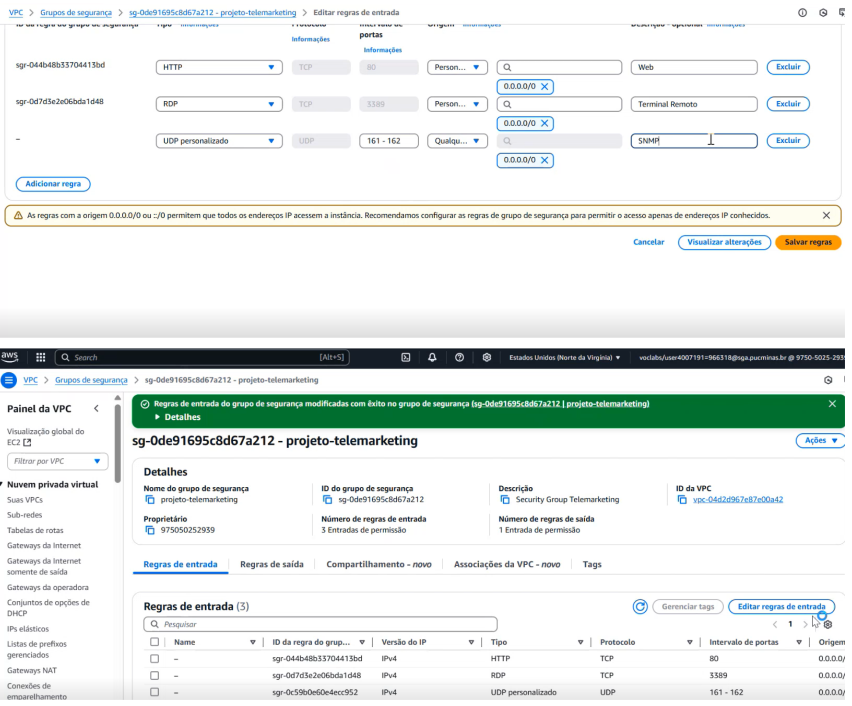 VPC > Grupos de segurança > sg-0de91695c8d67a212 - projeto-telemarketing > Editar regras de entrada
ID da regra do grupo de segurança Tipo Informações Protocolo Intervalo de portas Origem Informações Descrição - opcional Informações
Informações
Informações
sgr-044b48b33704413bd HTTP TCP 80 Person... Web Excluir
0.0.0.0/0
sgr-0d7d3e2e06bda1d48 RDP TCP 3389 Person... Terminal Remoto Excluir
0.0.0.0/0
– UDP personalizado UDP 161 - 162 Qualqu... SNMP Excluir
0.0.0.0/0
Adicionar regra
As regras com a origem 0.0.0.0/0 ou ::/0 permitem que todos os endereços IP acessem a instância. Recomendamos configurar as regras de grupo de segurança para permitir o acesso apenas de endereços IP conhecidos.
Cancelar Visualizar alterações Salvar regras
aws Search [Alt+S] Estados Unidos (Norte da Virgínia) voclabs/user4007191=966318@sga.pucminas.br @ 9750-5025-2939
VPC > Grupos de segurança > sg-0de91695c8d67a212 - projeto-telemarketing
Painel da VPC
Visualização global do EC2
Filtrar por VPC
Nuvem privada virtual
Suas VPCs
Sub-redes
Tabelas de rotas
Gateways da Internet
Gateways da Internet somente de saída
Gateways da operadora
Conjuntos de opções de DHCP
IPs elásticos
Listas de prefixos gerenciados
Gateways NAT
Conexões de emparelhamento
Regras de entrada do grupo de segurança modificadas com êxito no grupo de segurança (sg-0de91695c8d67a212 | projeto-telemarketing)
Detalhes
sg-0de91695c8d67a212 - projeto-telemarketing
Ações
Detalhes
Nome do grupo de segurança ID do grupo de segurança Descrição ID da VPC
projeto-telemarketing sg-0de91695c8d67a212 Security Group Telemarketing vpc-04d2d967e87e00a42
Proprietário Número de regras de entrada Número de regras de saída
975050252939 3 Entradas de permissão 1 Entrada de permissão
Regras de entrada Regras de saída Compartilhamento - novo Associações da VPC - novo Tags
Regras de entrada (3) Gerenciar tags Editar regras de entrada
Pesquisar 1
Name ID da regra do grup... Versão do IP Tipo Protocolo Intervalo de portas Origem
– sgr-044b48b33704413bd IPv4 HTTP TCP 80 0.0.0.0/
– sgr-0d7d3e2e06bda1d48 IPv4 RDP TCP 3389 0.0.0.0/
– sgr-0c59b0e60e4ecc952 IPv4 UDP personalizado UDP 161 - 162 0.0.0.0/